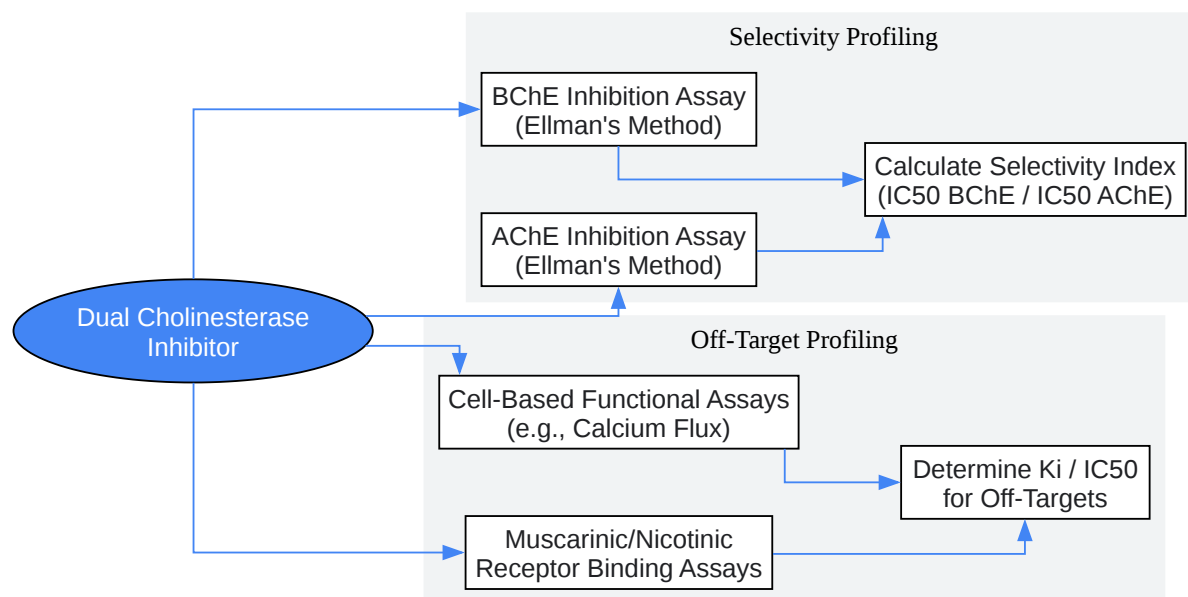 Selectivity Profiling
BChE Inhibition Assay
(Ellman's Method)
Calculate Selectivity Index
(IC50 BChE / IC50 AChE)
AChE Inhibition Assay
(Ellman's Method)
Dual Cholinesterase
Inhibitor
Off-Target Profiling
Cell-Based Functional Assays
(e.g., Calcium Flux)
Determine Ki / IC50
for Off-Targets
Muscarinic/Nicotinic
Receptor Binding Assays